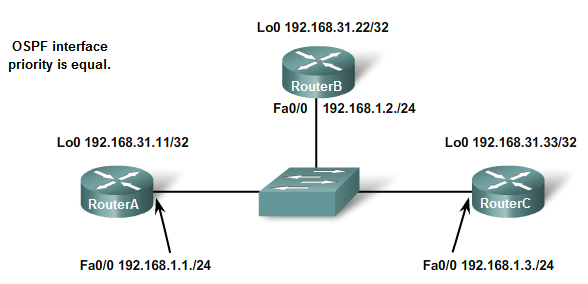 Lo0 192.168.31.22/32
OSPF interface
priority is equal.
RouterB
Fa0/0 192.168.1.2./24
Lo0 192.168.31.11/32
Lo0 192.168.31.33/32
RouterA
RouterC
Fa0/0 192.168.1.1./24
Fa0/0 192.168.1.3./24